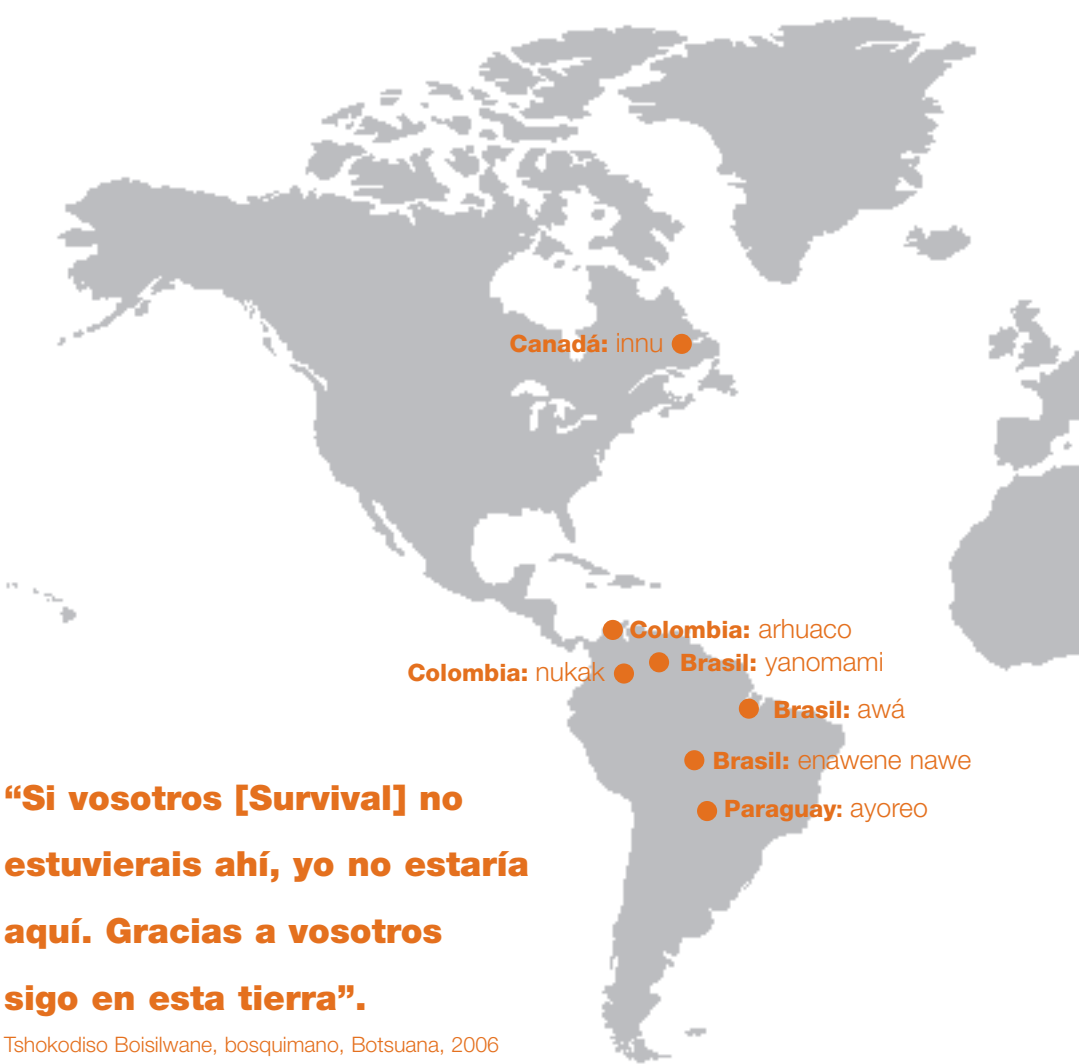 Canadá: innu
Colombia: arhuaco
Brasil: yanomami
Colombia: nukak
Brasil: awá
Brasil: enawene nawe
Paraguay: ayoreo
“Si vosotros [Survival] no
estuvierais ahí, yo no estaría
aquí. Gracias a vosotros
sigo en esta tierra”.
Tshokodiso Boisilwane, bosquimano, Botsuana, 2006